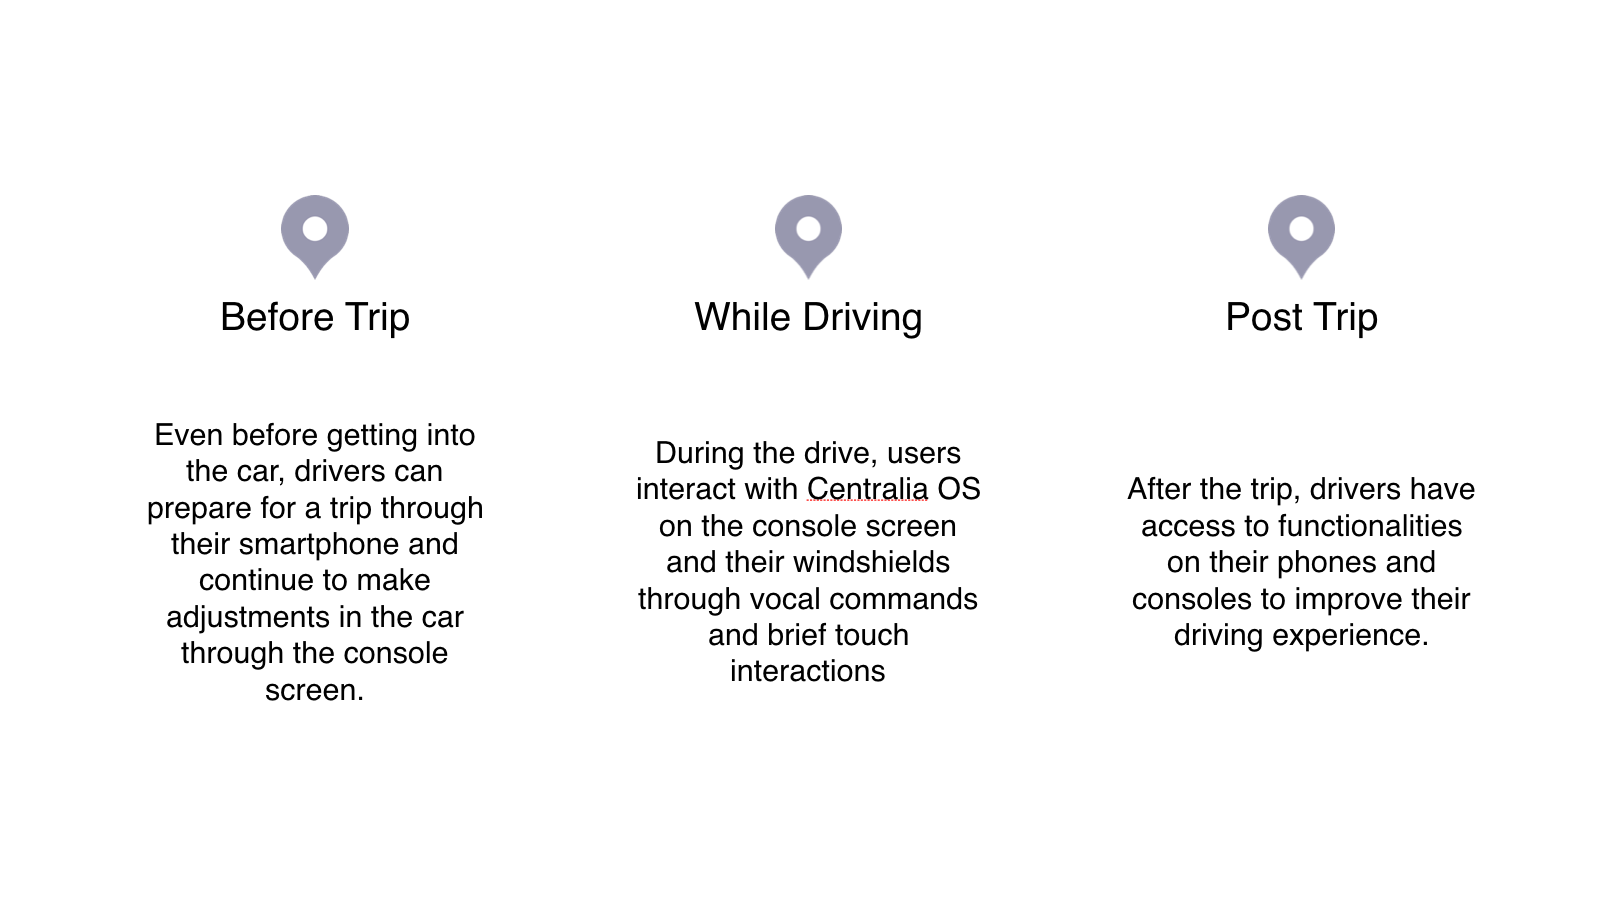 Before Trip
Even before getting into
the car, drivers can
prepare for a trip through
their smartphone and
continue to make
adjustments in the car
through the console
screen.
While Driving
During the drive, users
interact with Centralia OS
on the console screen
and their windshields
through vocal commands
and brief touch
interactions
Post Trip
After the trip, drivers have
access to functionalities
on their phones and
consoles to improve their
driving experience.